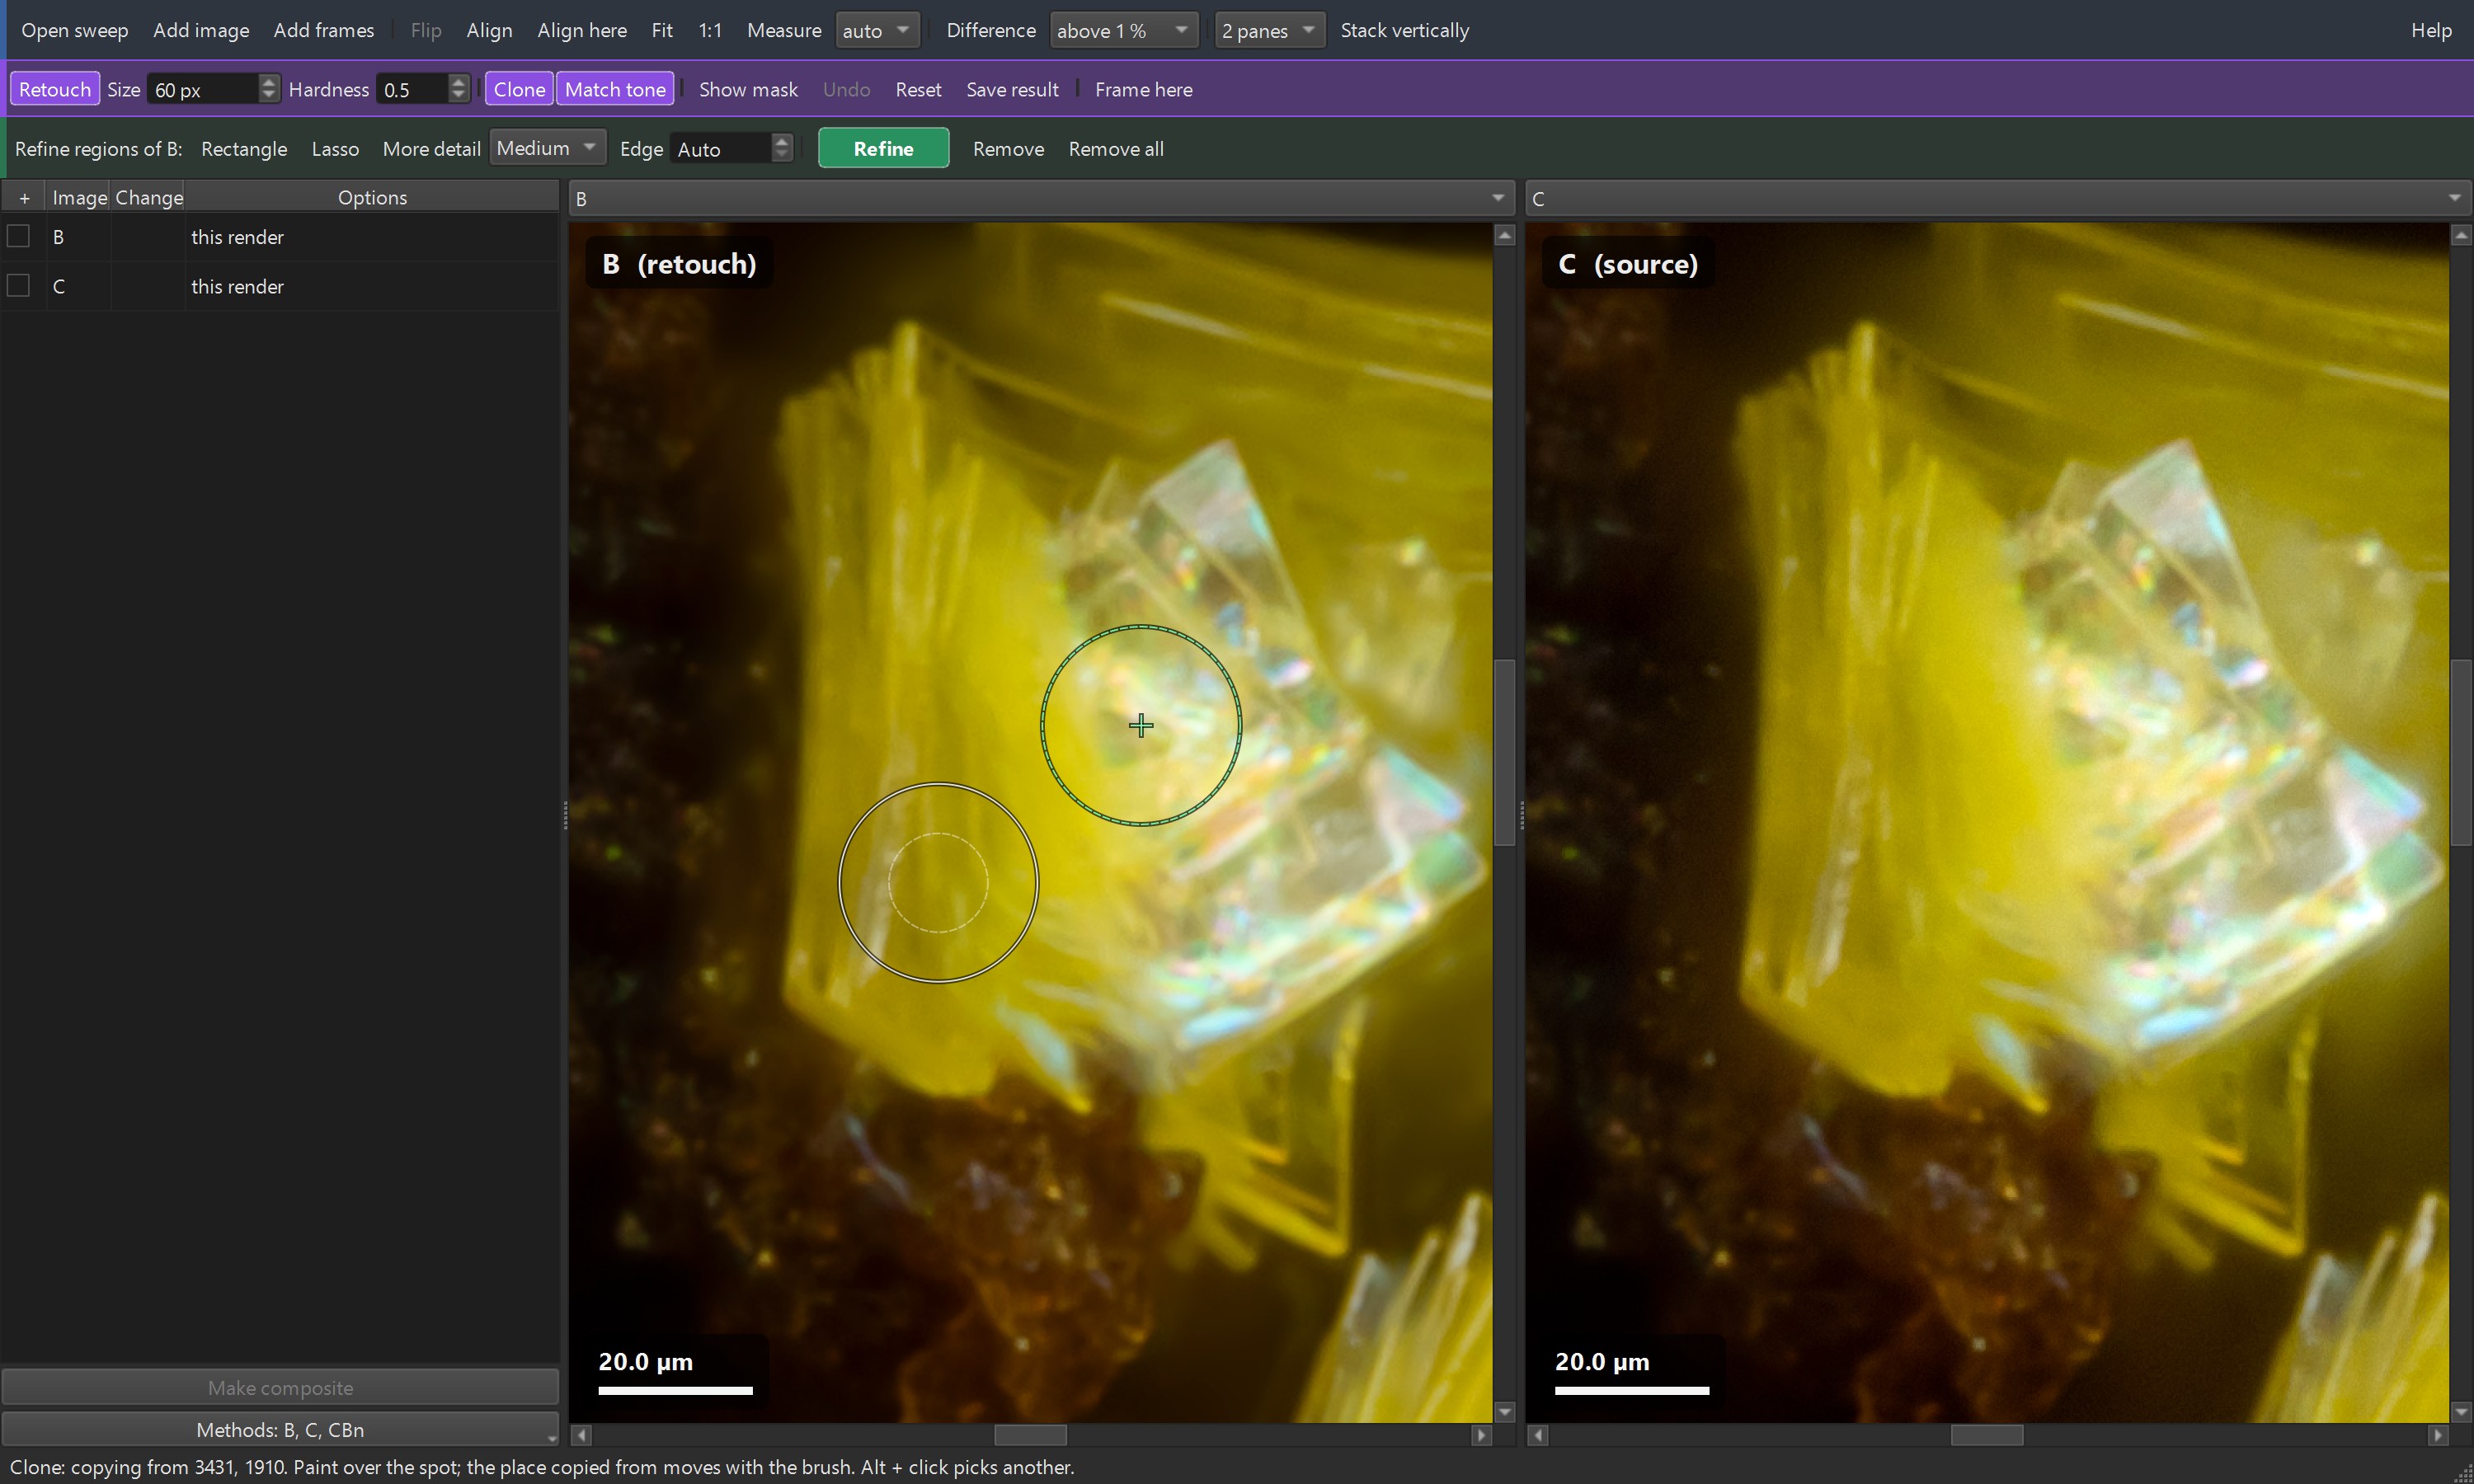 Open sweep Add image Add frames Flip Align Align here Fit 1:1 Measure auto Difference above 1 % 2 panes Stack vertically Help
Retouch Size 60 px Hardness 0.5 Clone Match tone Show mask Undo Reset Save result Frame here
Refine regions of B: Rectangle Lasso More detail Medium Edge Auto Refine Remove Remove all
+ Image Change Options
B this render
C this render
B
B (retouch)
20.0 µm
C
C (source)
20.0 µm
Make composite
Methods: B, C, CBn
Clone: copying from 3431, 1910. Paint over the spot; the place copied from moves with the brush. Alt + click picks another.